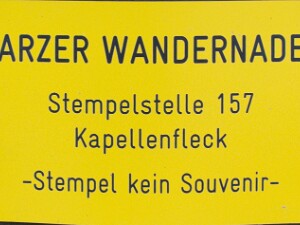 ARZER WANDERNADE
Stempelstelle 157
Kapellenfleck
-Stempel kein Souvenir-